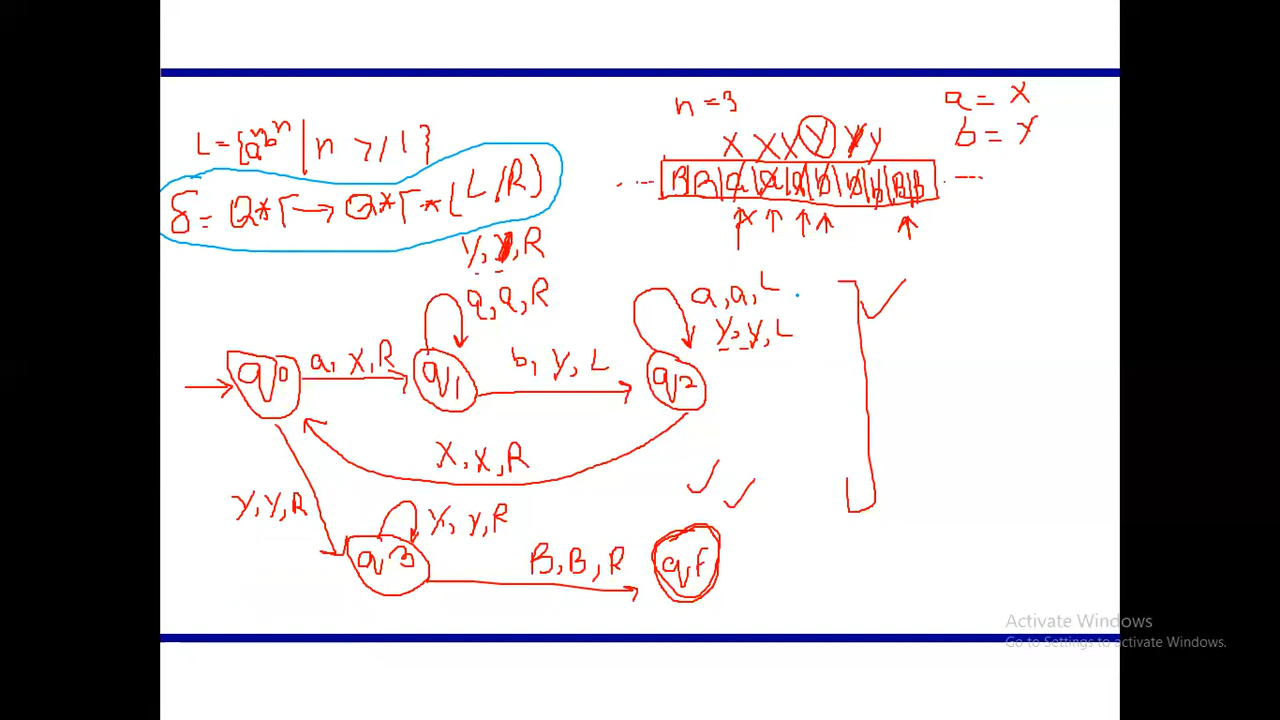 n = 3
a = X
b = Y
L = {aⁿbⁿ | n >/ 1}
X X X Y Y Y
... B B a a a b b b B b ...
δ = Q * Γ → Q * Γ * (L/R)
X
Y, Y, R
a, a, R
a, a, L
Y, Y, L
q0
a, X, R
q1
b, Y, L
q2
X, X, R
Y, Y, R
Y, Y, R
q3
B, B, R
qf
Activate Windows
Go to Settings to activate Windows.